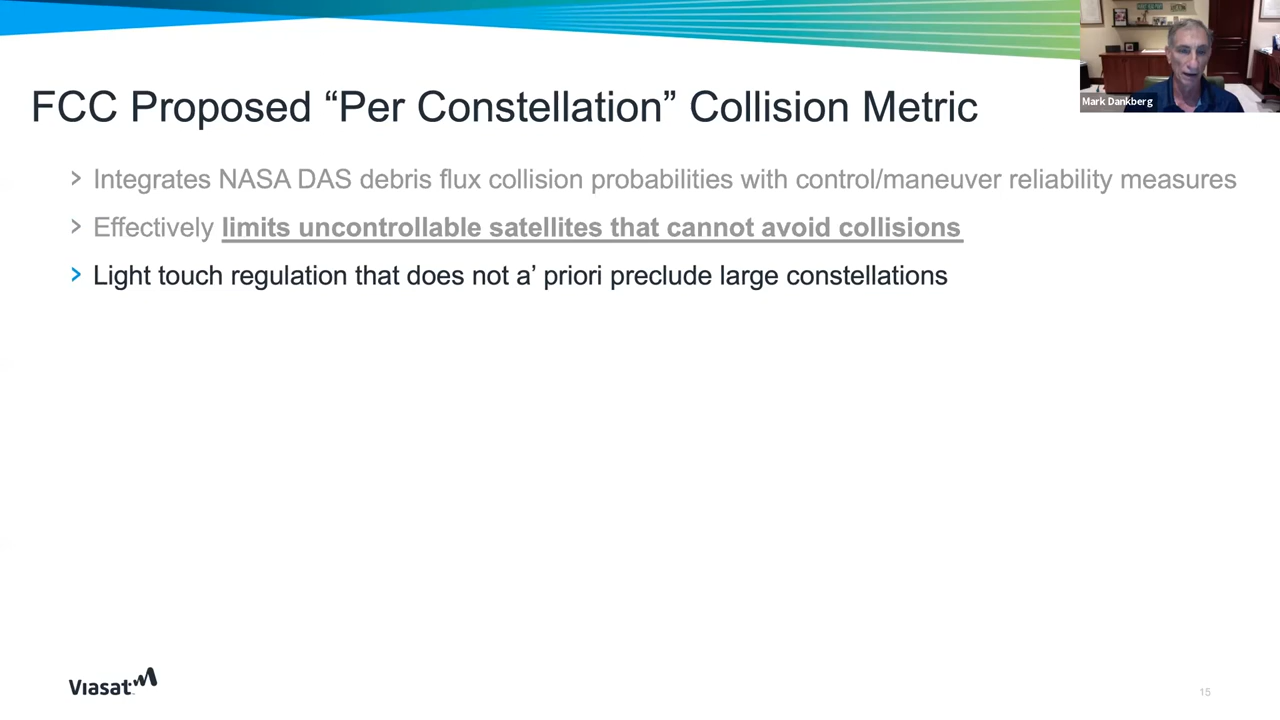 Mark Dankberg
FCC Proposed “Per Constellation” Collision Metric
Integrates NASA DAS debris flux collision probabilities with control/maneuver reliability measures
Effectively limits uncontrollable satellites that cannot avoid collisions
Light touch regulation that does not a’ priori preclude large constellations
Viasat
15